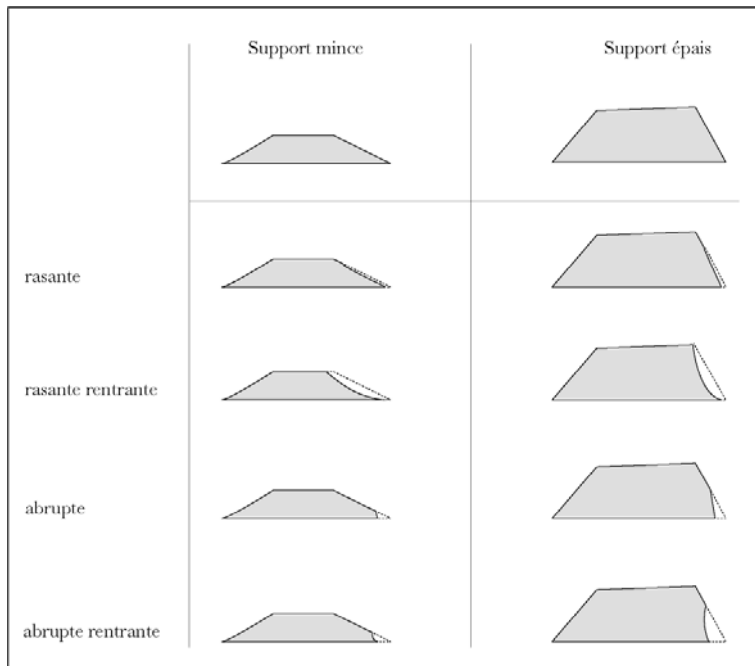 Support mince
Support épais
rasante
rasante rentrante
abrupte
abrupte rentrante